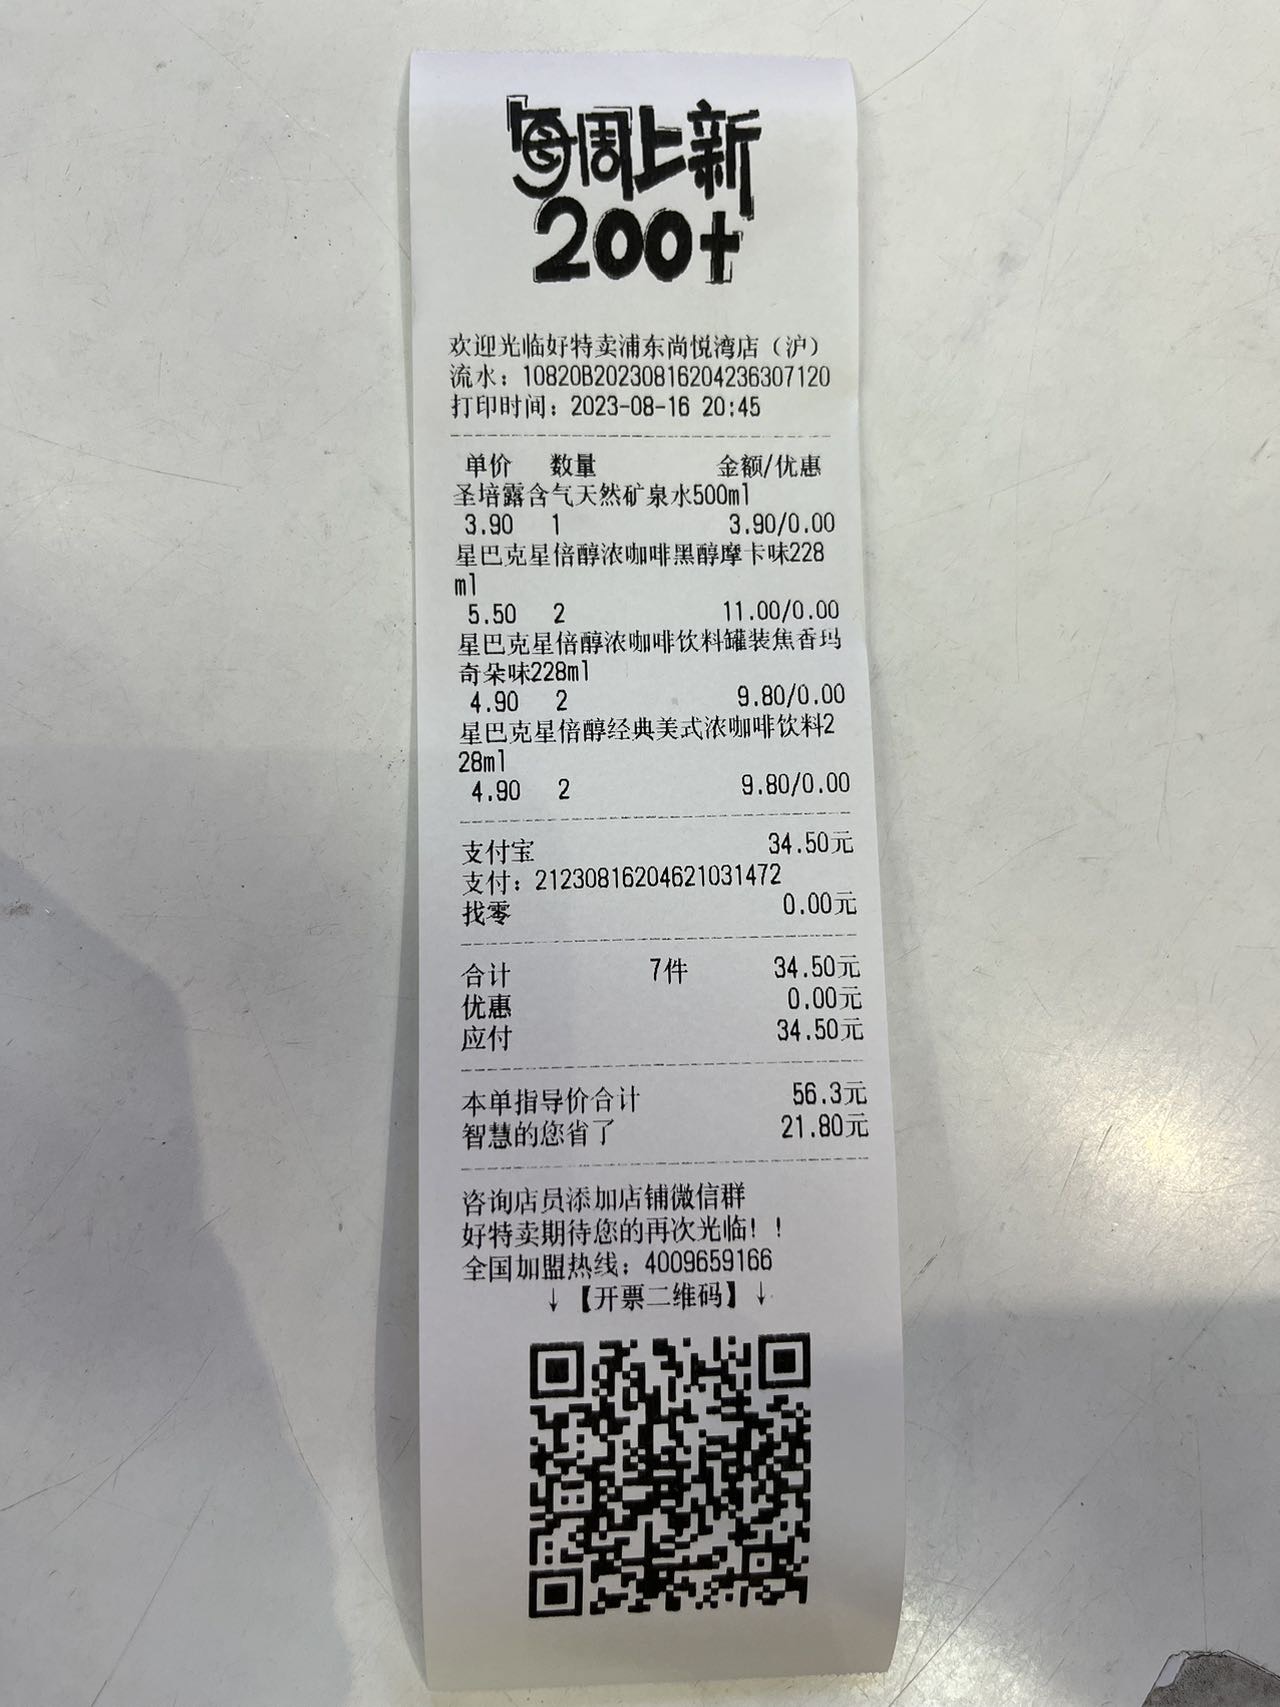 每周上新
200+
欢迎光临好特卖浦东尚悦湾店（沪）
流水：10820B20230816204236307120
打印时间：2023-08-16 20:45
单价 数量 金额/优惠
圣培露含气天然矿泉水500ml
3.90 1 3.90/0.00
星巴克星倍醇浓咖啡黑醇摩卡味228
ml
5.50 2 11.00/0.00
星巴克星倍醇浓咖啡饮料罐装焦香玛
奇朵味228ml
4.90 2 9.80/0.00
星巴克星倍醇经典美式浓咖啡饮料2
28ml
4.90 2 9.80/0.00
支付宝 34.50元
支付：21230816204621031472
找零 0.00元
合计 7件 34.50元
优惠 0.00元
应付 34.50元
本单指导价合计 56.3元
智慧的您省了 21.80元
咨询店员添加店铺微信群
好特卖期待您的再次光临！！
全国加盟热线：4009659166
↓【开票二维码】↓